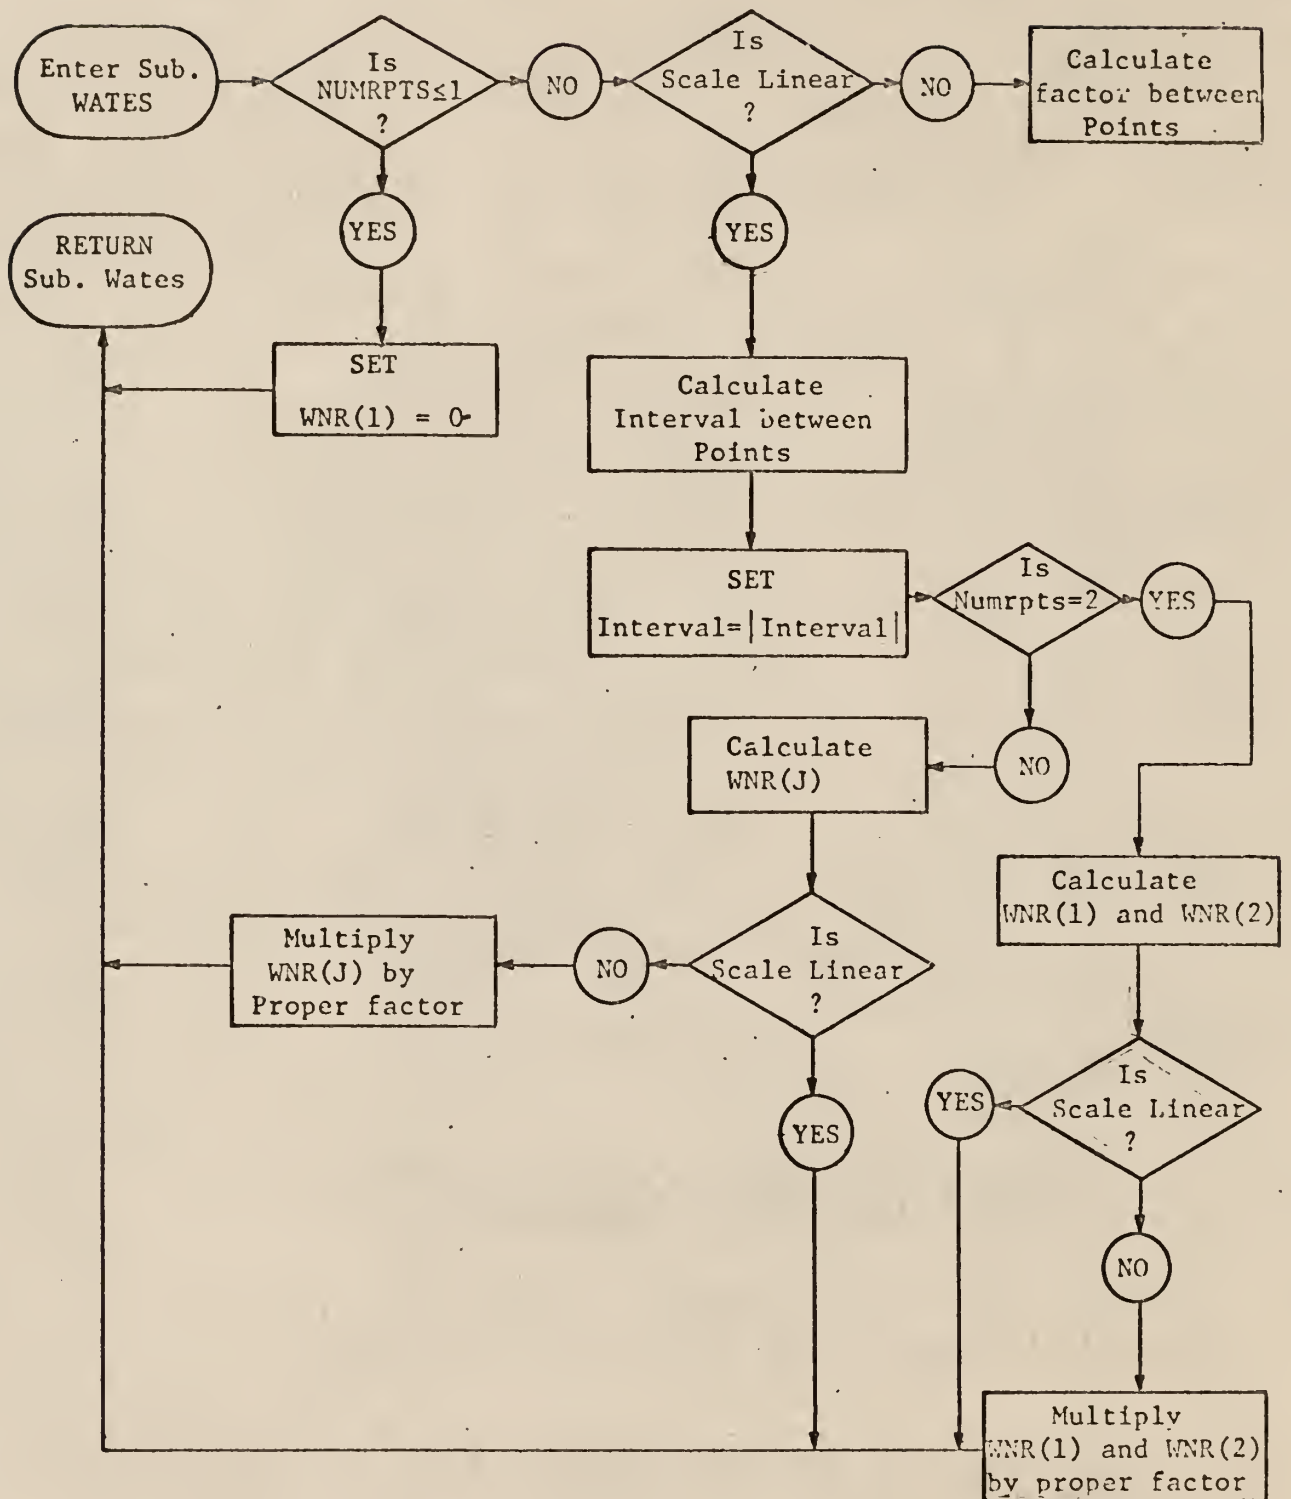 Enter Sub.
WATES
Is
NUMRPTS≤1
?
NO
Is
Scale Linear
?
NO
Calculate
factor between
Points
YES
YES
RETURN
Sub. Wates
SET
WNR(1) = 0
Calculate
Interval between
Points
SET
Interval=|Interval|
Is
Numrpts=2
YES
Calculate
WNR(J)
NO
Calculate
WNR(1) and WNR(2)
Multiply
WNR(J) by
Proper factor
NO
Is
Scale Linear
?
YES
YES
Is
Scale Linear
?
NO
Multiply
WNR(1) and WNR(2)
by proper factor